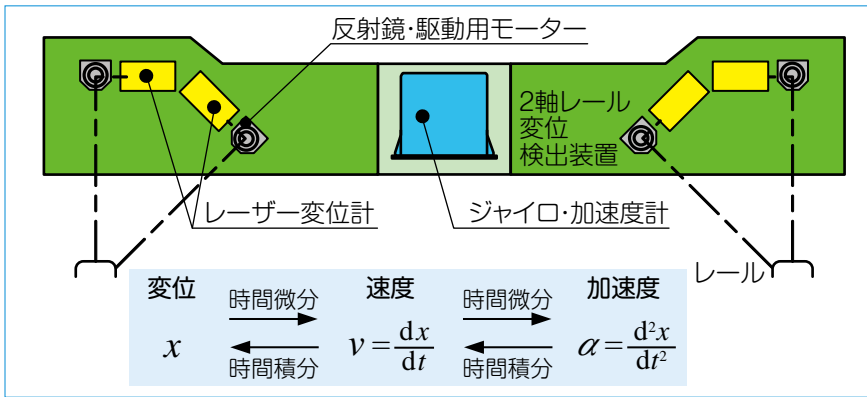 反射鏡・駆動用モーター
2軸レール
変位
検出装置
レーザー変位計
ジャイロ・加速度計
レール
変位 時間微分 速度 時間微分 加速度
x 時間積分 v = dx/dt 時間積分 α = d²x/dt²